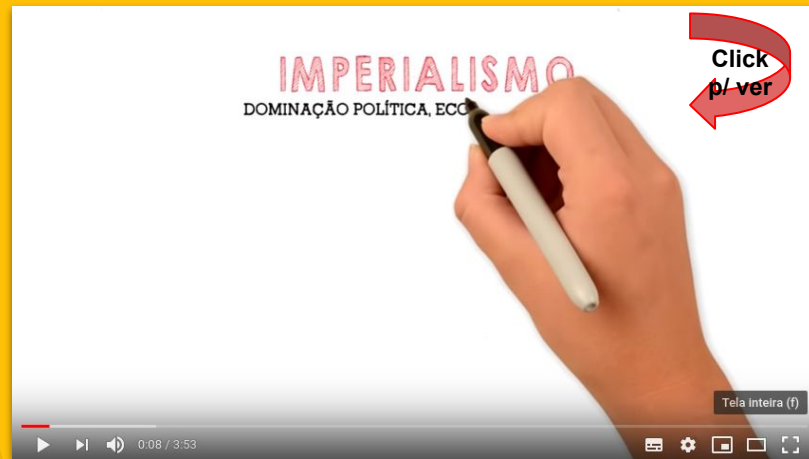 IMPERIALISMO
DOMINAÇÃO POLÍTICA, ECO
Click
p/ ver
Tela inteira (f)
0:08 / 3:53